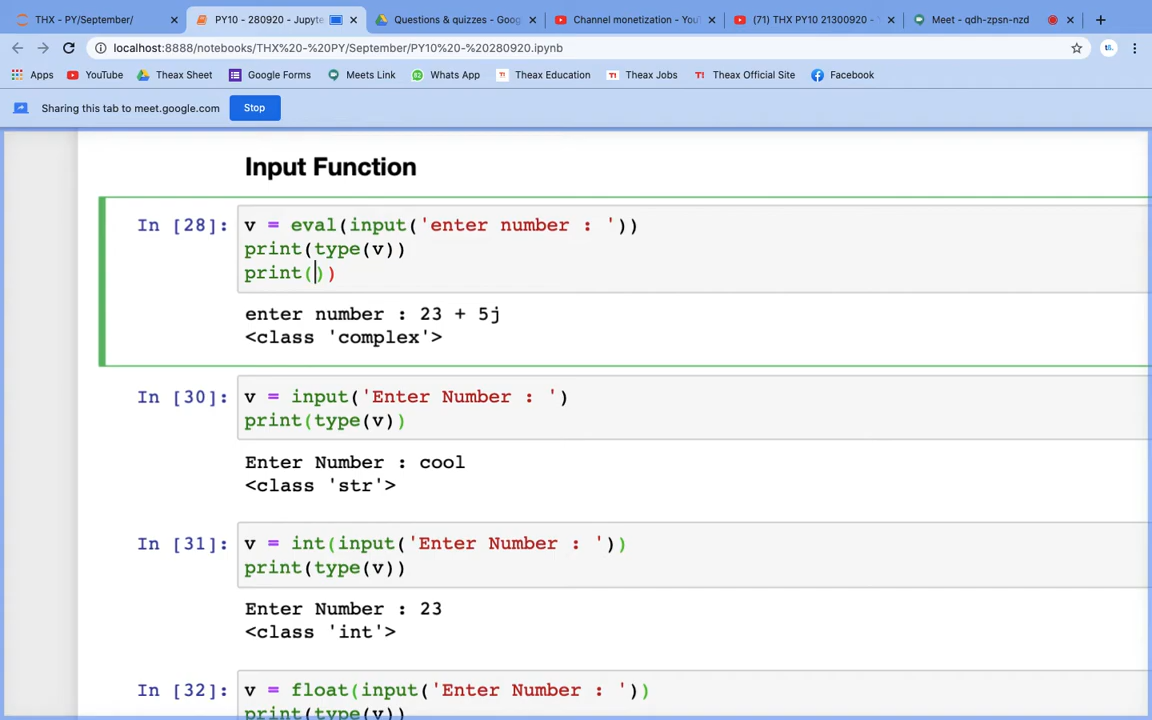 THX - PY/September/
PY10 - 280920 - Jupyte
Questions & quizzes - Goog
Channel monetization - You
(71) THX PY10 21300920 -
Meet - qdh-zpsn-nzd
localhost:8888/notebooks/THX%20-%20PY/September/PY10%20-%20280920.ipynb
Apps YouTube Theax Sheet Google Forms Meets Link Whats App Theax Education Theax Jobs Theax Official Site Facebook
Sharing this tab to meet.google.com Stop
Input Function
In [28]: v = eval(input('enter number : '))
print(type(v))
print())
enter number : 23 + 5j
<class 'complex'>
In [30]: v = input('Enter Number : ')
print(type(v))
Enter Number : cool
<class 'str'>
In [31]: v = int(input('Enter Number : '))
print(type(v))
Enter Number : 23
<class 'int'>
In [32]: v = float(input('Enter Number : '))
print(type(v))